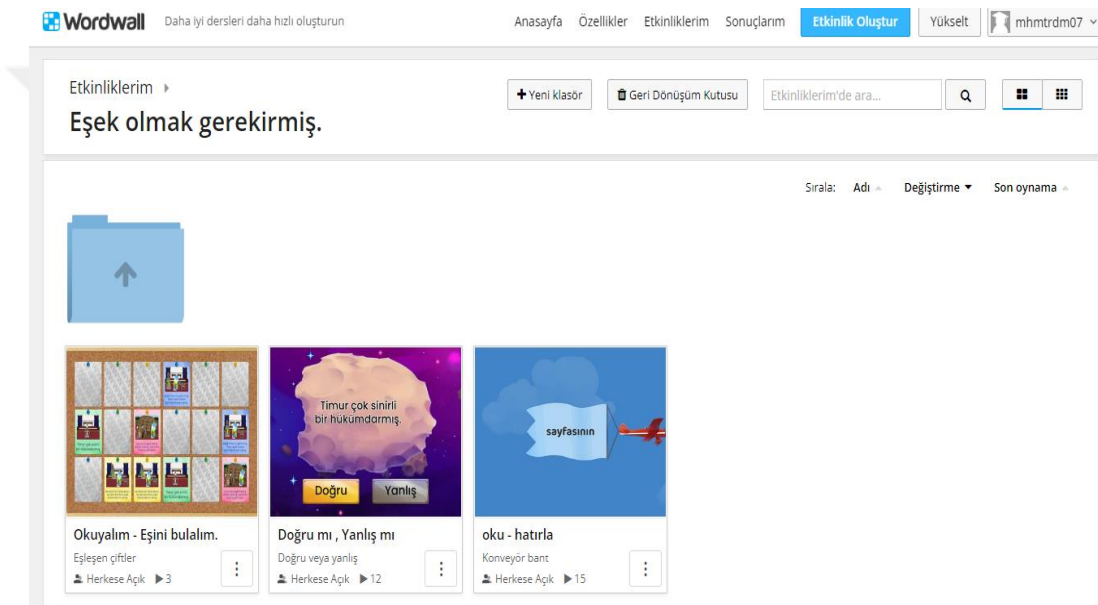 Wordwall Daha iyi dersleri daha hızlı oluşturun Anasayfa Özellikler Etkinliklerim Sonuçlarım Etkinlik Oluştur Yükselt mhmtrdm07
Etkinliklerim
Yeni klasör Geri Dönüşüm Kutusu Etkinliklerim'de ara...
Eşek olmak gerekirmiş.
Sırala: Adı Değiştirme Son oynama
Timur çok sinirli
bir hükümdarmış.
Doğru Yanlış
sayfasının
Okuyalım - Eşini bulalım.
Eşleşen çiftler
Herkese Açık 3
Doğru mı , Yanlış mı
Doğru veya yanlış
Herkese Açık 12
oku - hatırla
Konveyör bant
Herkese Açık 15